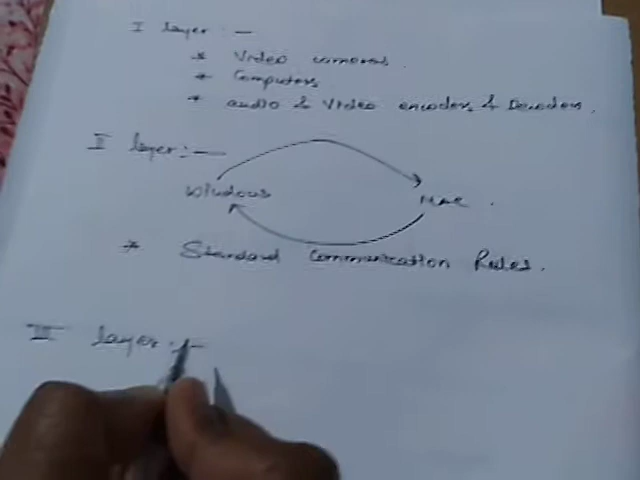 I layer :-
* Video cameras.
* Computers
* audio & Video encoders & Decoders.
II layer :-
Windows Mac.
* Standard Communication Rules.
III layer :-